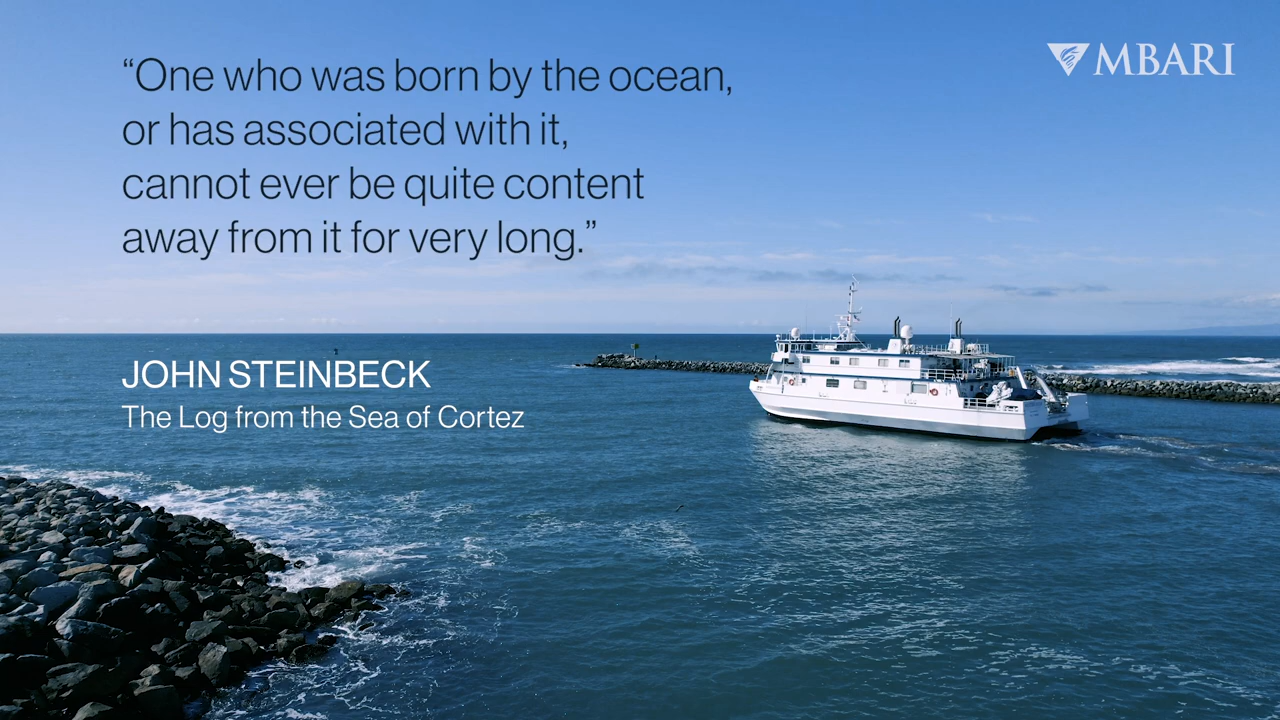 “One who was born by the ocean,
or has associated with it,
cannot ever be quite content
away from it for very long.”
JOHN STEINBECK
The Log from the Sea of Cortez
MBARI